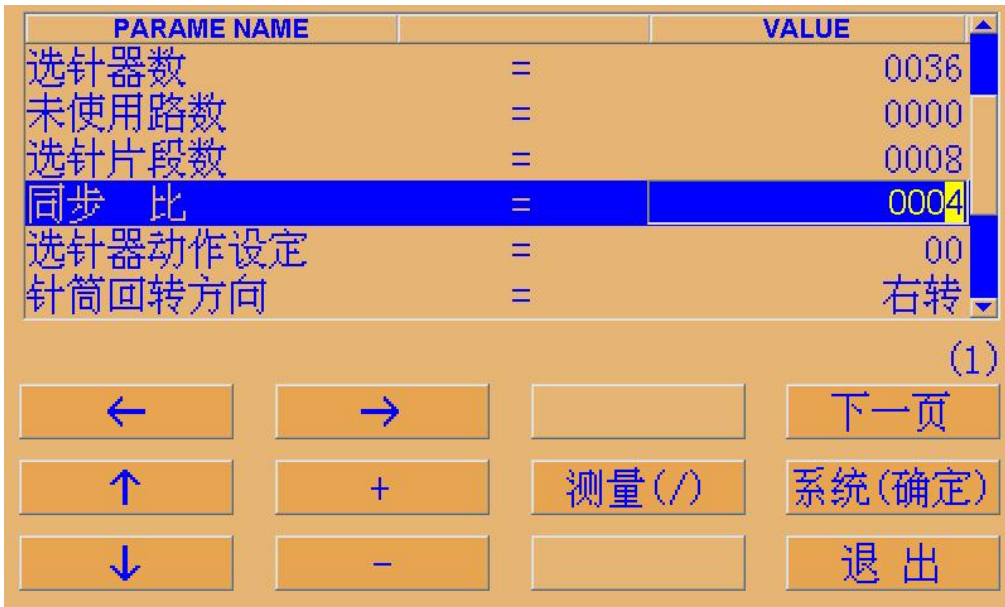 PARAME NAME VALUE
选针器数 = 0036
未使用路数 = 0000
选针片段数 = 0008
同步 比 = 0004
选针器动作设定 = 00
针筒回转方向 = 右转
(1)
← → 下一页
↑ + 测量(/) 系统(确定)
↓ - 退 出